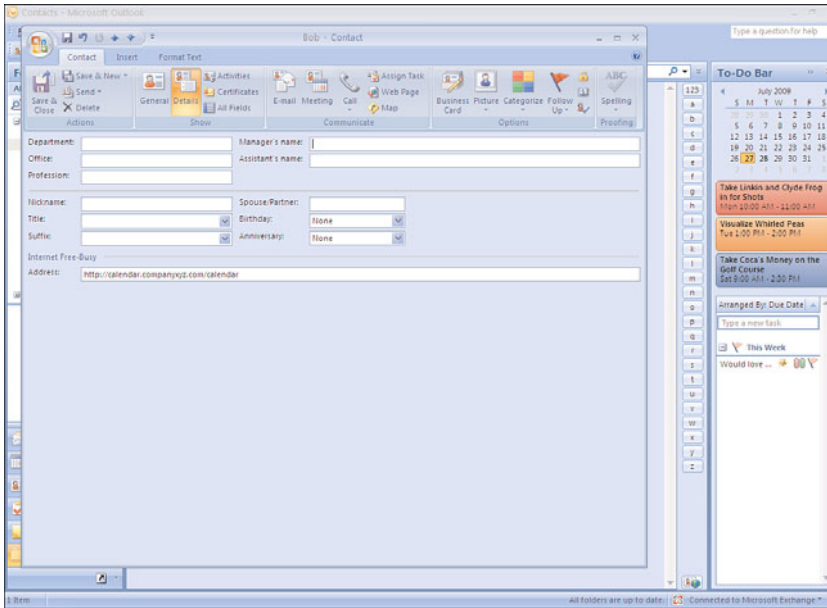 Contacts - Microsoft Outlook
Type a question for help
Bob - Contact
Contact Insert Format Text
Save & Close
Save & New
Send
Delete
Actions
General
Details
Activities
Certificates
All Fields
Show
E-mail
Meeting
Call
Assign Task
Web Page
Map
Communicate
Business Card
Picture
Categorize
Follow Up
Options
ABC
Spelling
Proofing
Department: Manager's name:
Office: Assistant's name:
Profession:
Nickname: Spouse/Partner:
Title: Birthday: None
Suffix: Anniversary: None
Internet Free-Busy
Address: http://calendar.companyxyz.com/calendar
123
a
b
c
d
e
f
g
h
i
j
k
l
m
n
o
p
q
r
s
t
u
v
w
x
y
z
To-Do Bar
July 2009
S M T W T F S
28 29 30 1 2 3 4
5 6 7 8 9 10 11
12 13 14 15 16 17 18
19 20 21 22 23 24 25
26 27 28 29 30 31 1
2 3 4 5 6 7 8
Take Linkin and Clyde Frog in for Shots
Mon 10:00 AM - 11:00 AM
Visualize Whirled Peas
Tue 1:00 PM - 2:00 PM
Take Coca's Money on the Golf Course
Sat 9:00 AM - 2:30 PM
Arranged By: Due Date
Type a new task
This Week
Would love ...
1 Item
All folders are up to date.
Connected to Microsoft Exchange